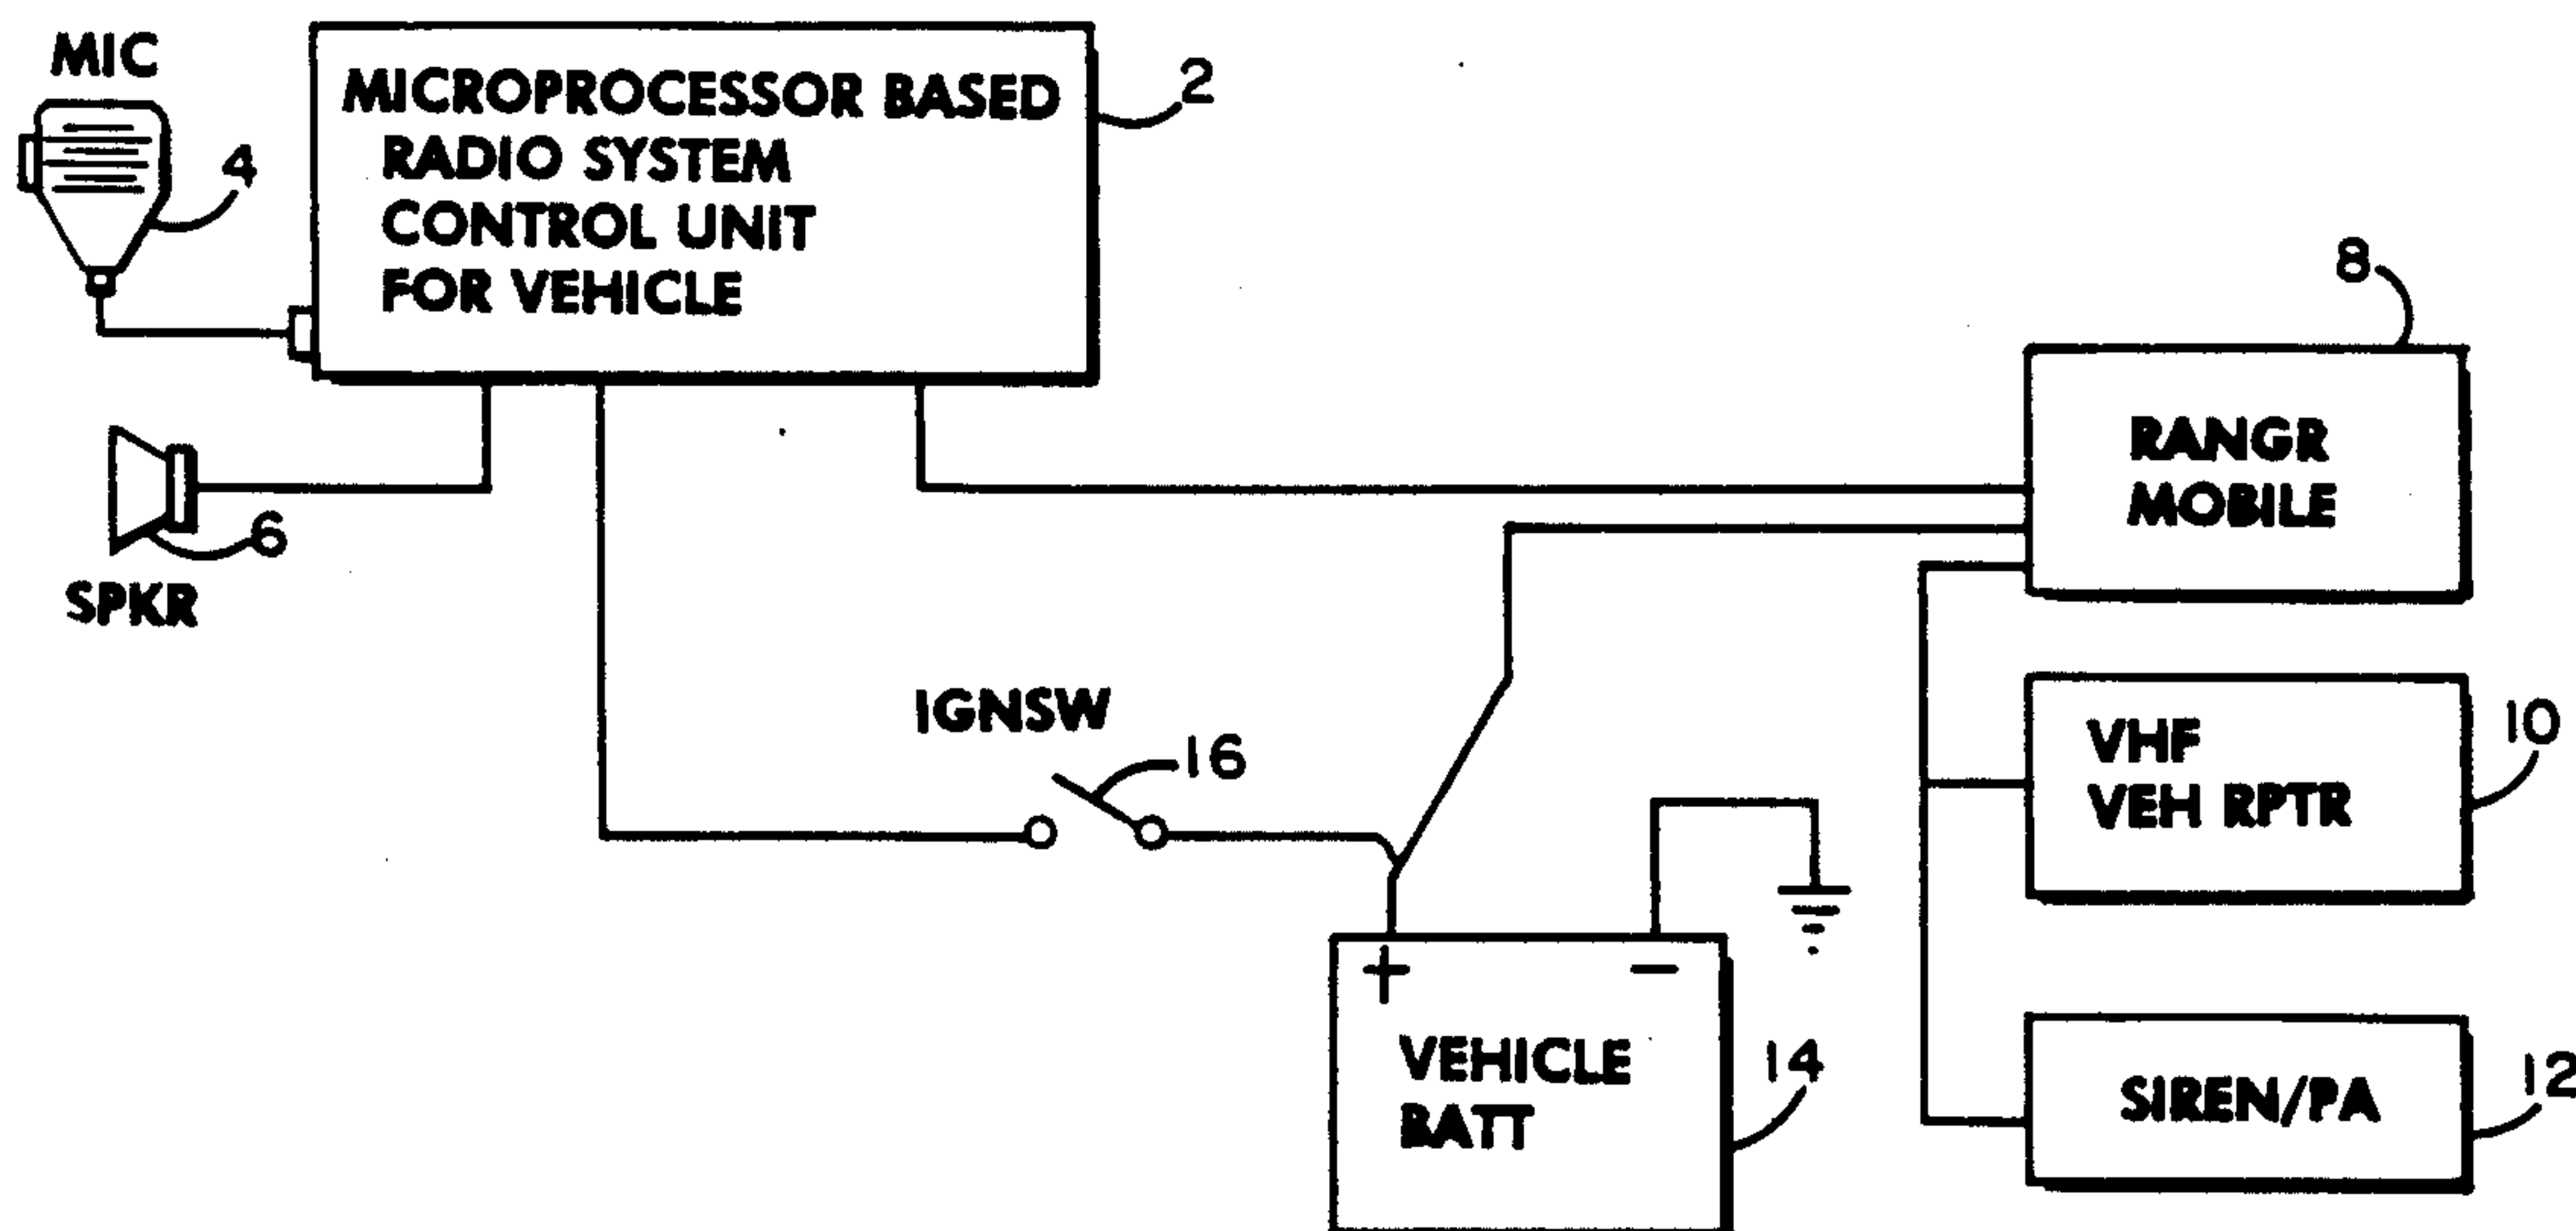 MIC
MICROPROCESSOR BASED
RADIO SYSTEM
CONTROL UNIT
FOR VEHICLE
2
4
8
RANGR
MOBILE
6
SPKR
IGNSW
16
VHF
VEH RPTR
10
+
−
VEHICLE
BATT
14
SIREN/PA
12